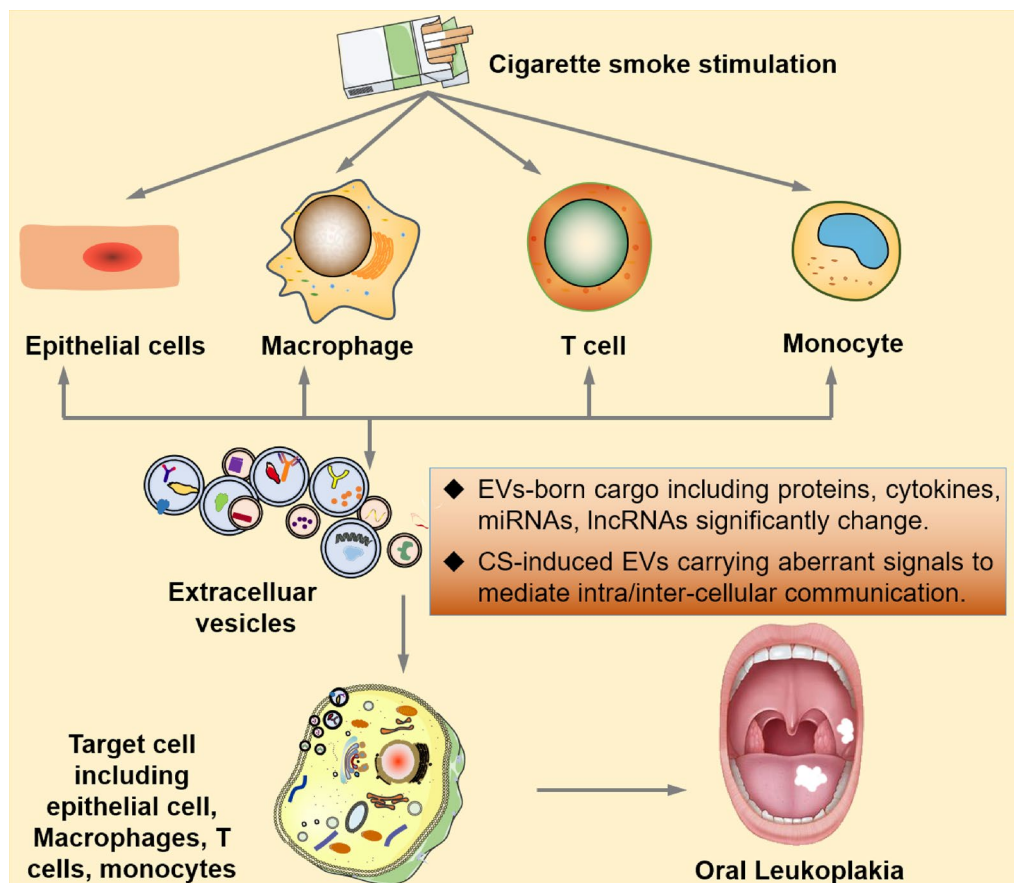 Cigarette smoke stimulation
Epithelial cells
Macrophage
T cell
Monocyte
◆ EVs-born cargo including proteins, cytokines,
miRNAs, lncRNAs significantly change.
◆ CS-induced EVs carrying aberrant signals to
mediate intra/inter-cellular communication.
Extracelluar
vesicles
Target cell
including
epithelial cell,
Macrophages, T
cells, monocytes
Oral Leukoplakia